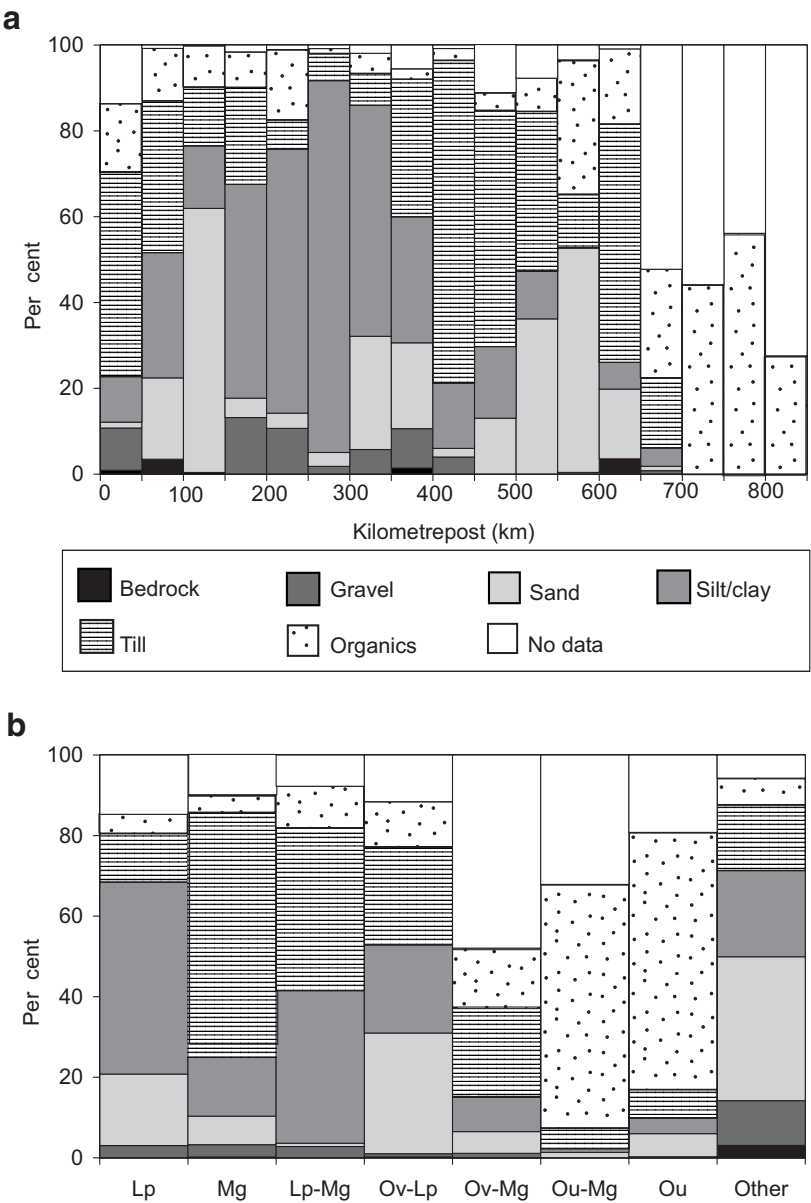 a
100
80
60
40
20
0
Per cent
0 100 200 300 400 500 600 700 800
Kilometrepost (km)
Bedrock Gravel Sand Silt/clay
Till Organics No data
b
100
80
60
40
20
0
Per cent
Lp Mg Lp-Mg Ov-Lp Ov-Mg Ou-Mg Ou Other